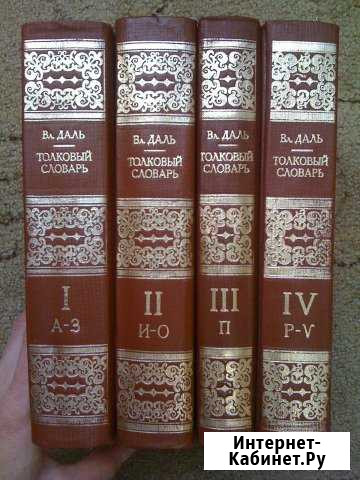 Вл. ДАЛЬ
ТОЛКОВЫЙ
СЛОВАРЬ
I
А-З
Вл. ДАЛЬ
ТОЛКОВЫЙ
СЛОВАРЬ
II
И-О
Вл. ДАЛЬ
ТОЛКОВЫЙ
СЛОВАРЬ
III
П
Вл. ДАЛЬ
ТОЛКОВЫЙ
СЛОВАРЬ
IV
Р-Ѵ
Интернет-
Кабинет.Ру